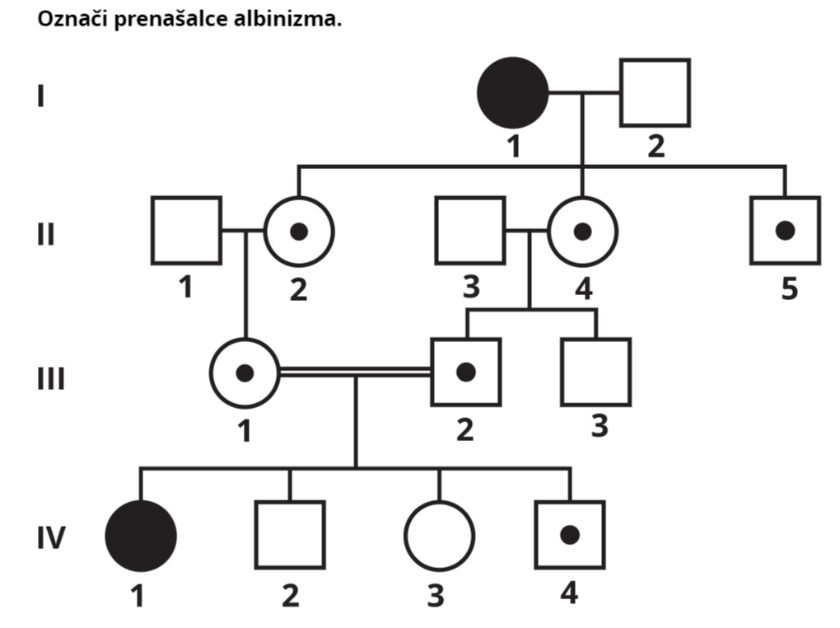 Označi prenašalce albinizma.
I
1 2
II
1 2 3 4 5
III
1 2 3
IV
1 2 3 4